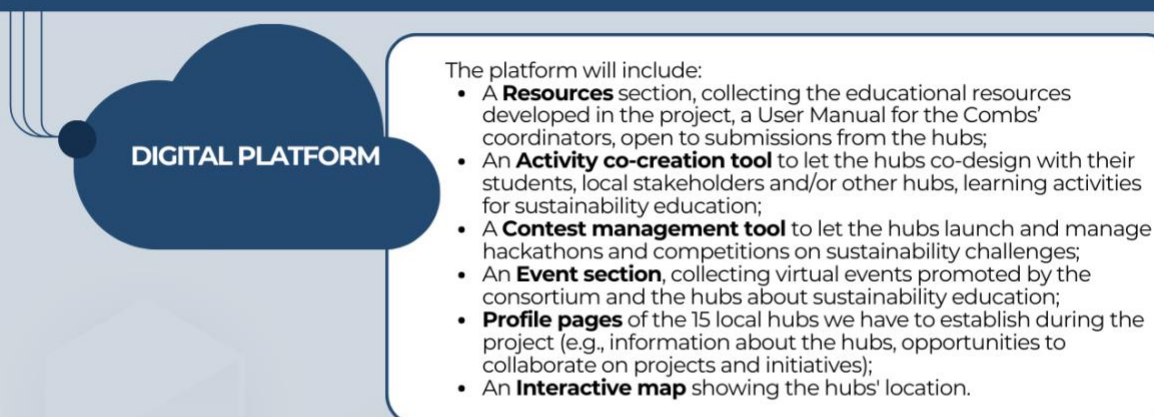 DIGITAL PLATFORM
The platform will include:
• A Resources section, collecting the educational resources
developed in the project, a User Manual for the Combs'
coordinators, open to submissions from the hubs;
• An Activity co-creation tool to let the hubs co-design with their
students, local stakeholders and/or other hubs, learning activities
for sustainability education;
• A Contest management tool to let the hubs launch and manage
hackathons and competitions on sustainability challenges;
• An Event section, collecting virtual events promoted by the
consortium and the hubs about sustainability education;
• Profile pages of the 15 local hubs we have to establish during the
project (e.g., information about the hubs, opportunities to
collaborate on projects and initiatives);
• An Interactive map showing the hubs' location.